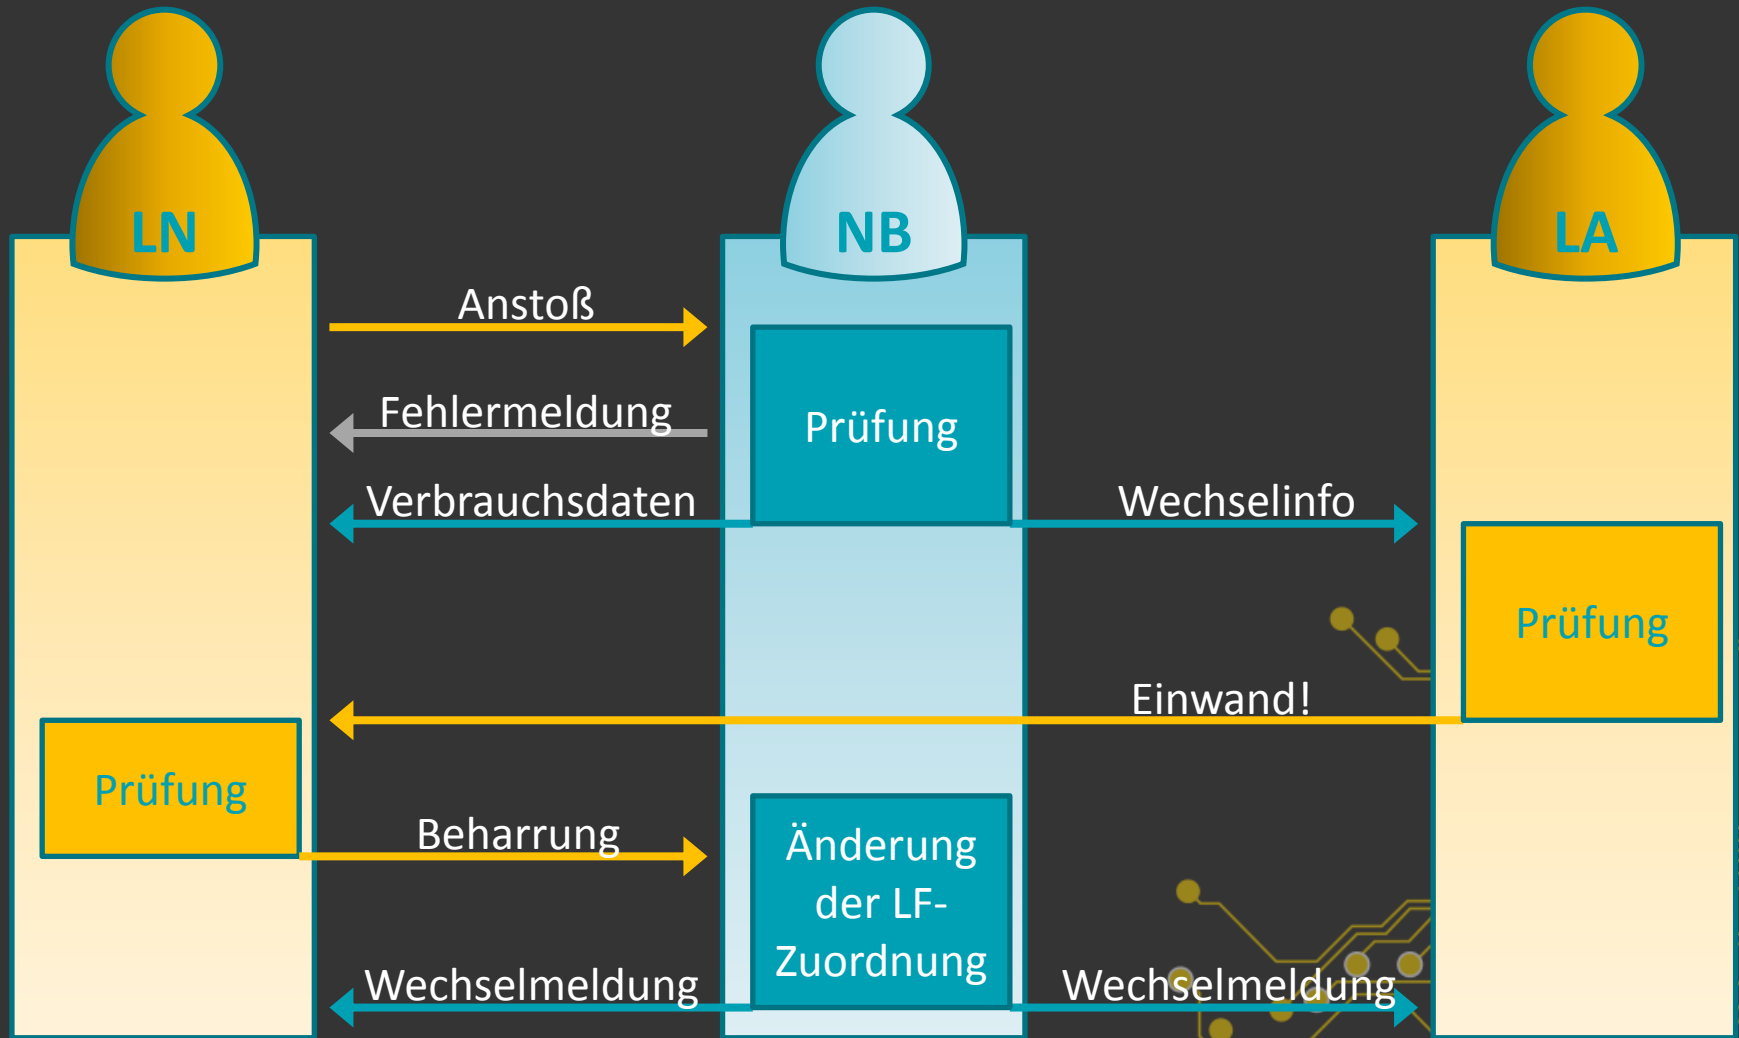 LN
NB
LA
Anstoß
Fehlermeldung
Prüfung
Verbrauchsdaten
Wechselinfo
Prüfung
Einwand!
Prüfung
Beharrung
Änderung
der LF-
Zuordnung
Wechselmeldung
Wechselmeldung